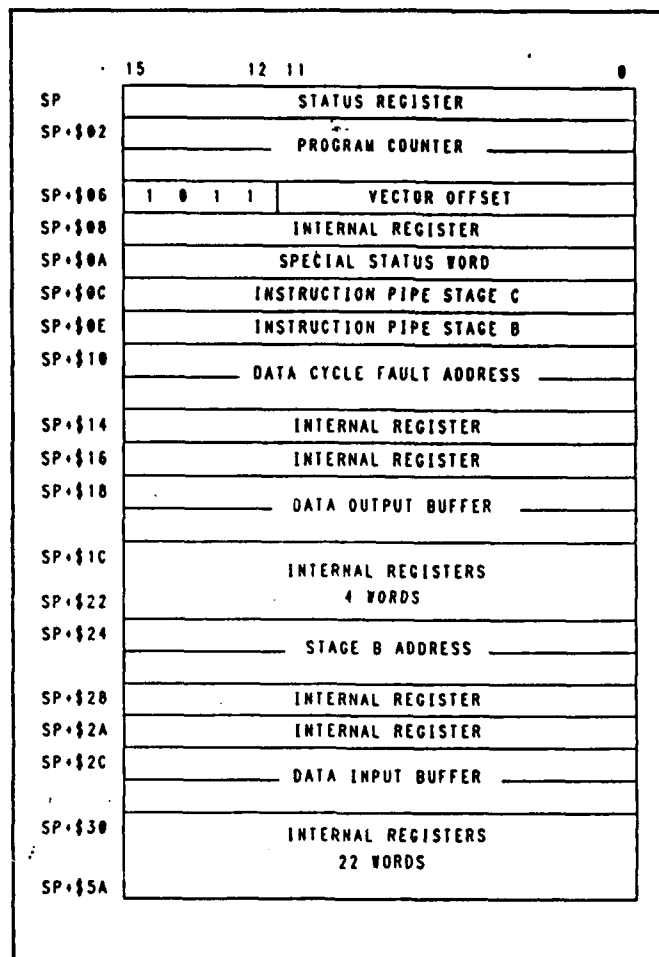 15 12 11 0
SP STATUS REGISTER
SP+$02 PROGRAM COUNTER
SP+$06 1 0 1 1 VECTOR OFFSET
SP+$08 INTERNAL REGISTER
SP+$0A SPECIAL STATUS WORD
SP+$0C INSTRUCTION PIPE STAGE C
SP+$0E INSTRUCTION PIPE STAGE B
SP+$10 DATA CYCLE FAULT ADDRESS
SP+$14 INTERNAL REGISTER
SP+$16 INTERNAL REGISTER
SP+$18 DATA OUTPUT BUFFER
SP+$1C
INTERNAL REGISTERS
4 WORDS
SP+$22
SP+$24 STAGE B ADDRESS
SP+$28 INTERNAL REGISTER
SP+$2A INTERNAL REGISTER
SP+$2C DATA INPUT BUFFER
SP+$30 INTERNAL REGISTERS
22 WORDS
SP+$5A